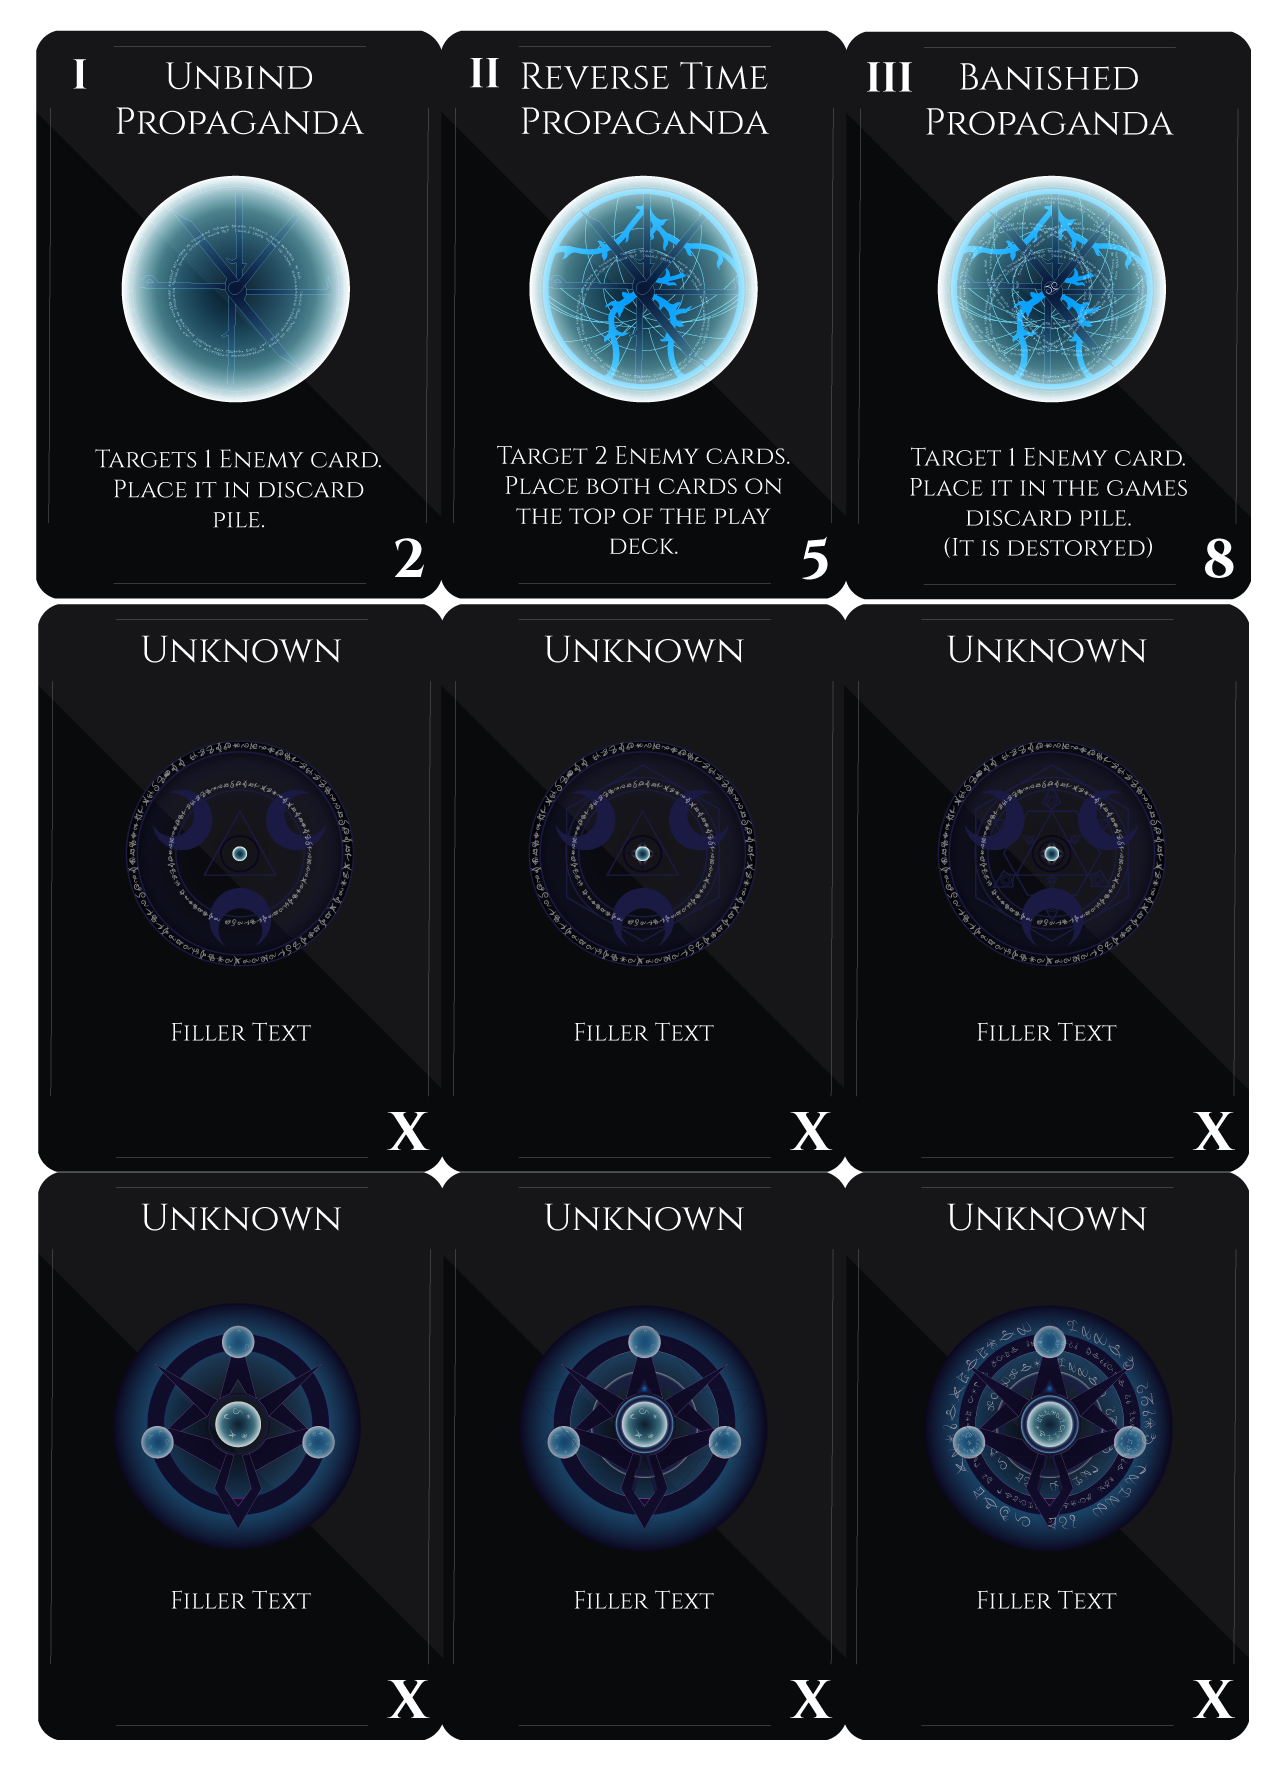 I
Unbind
Propaganda
Targets 1 Enemy card.
Place it in discard
pile.
2
II
Reverse Time
Propaganda
Target 2 Enemy cards.
Place both cards on
the top of the play
deck.
5
III
Banished
Propaganda
Target 1 Enemy card.
Place it in the games
discard pile.
(It is destoryed)
8
Unknown
Filler Text
X
Unknown
Filler Text
X
Unknown
Filler Text
X
Unknown
Filler Text
X
Unknown
Filler Text
X
Unknown
Filler Text
X